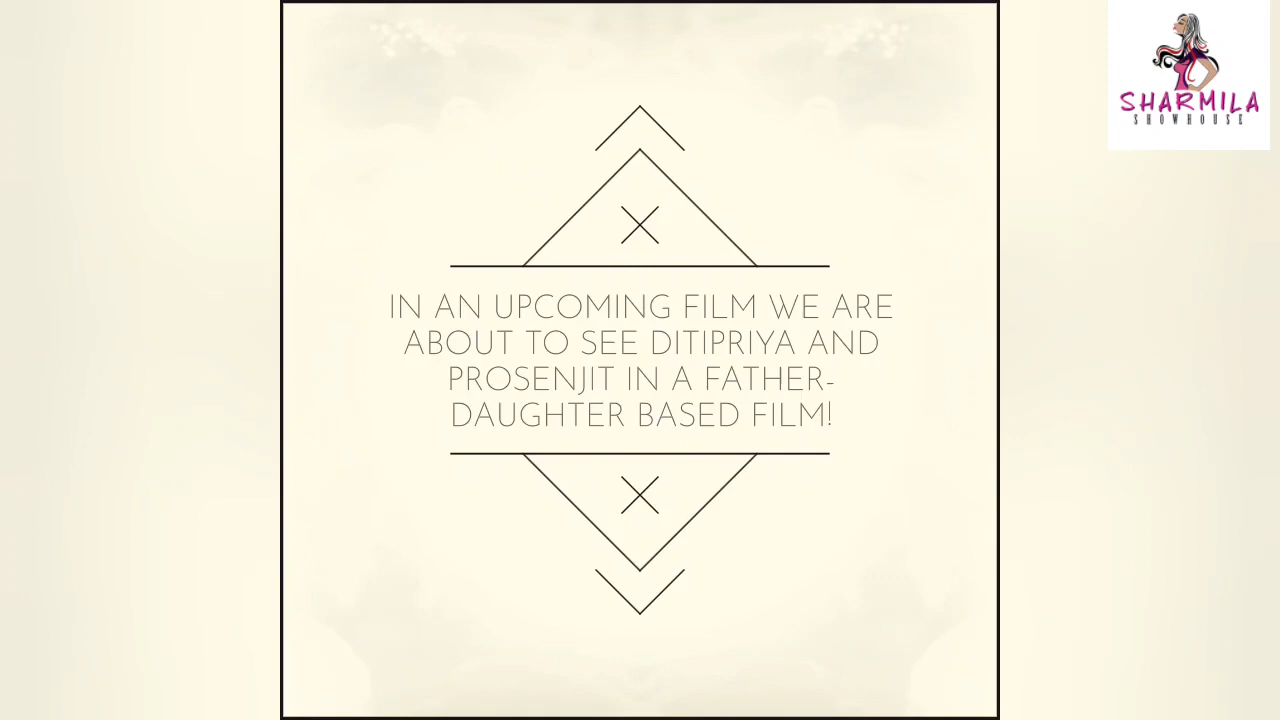 SHARMILA
SHOWHOUSE
IN AN UPCOMING FILM WE ARE
ABOUT TO SEE DITIPRIYA AND
PROSENJIT IN A FATHER-
DAUGHTER BASED FILM!